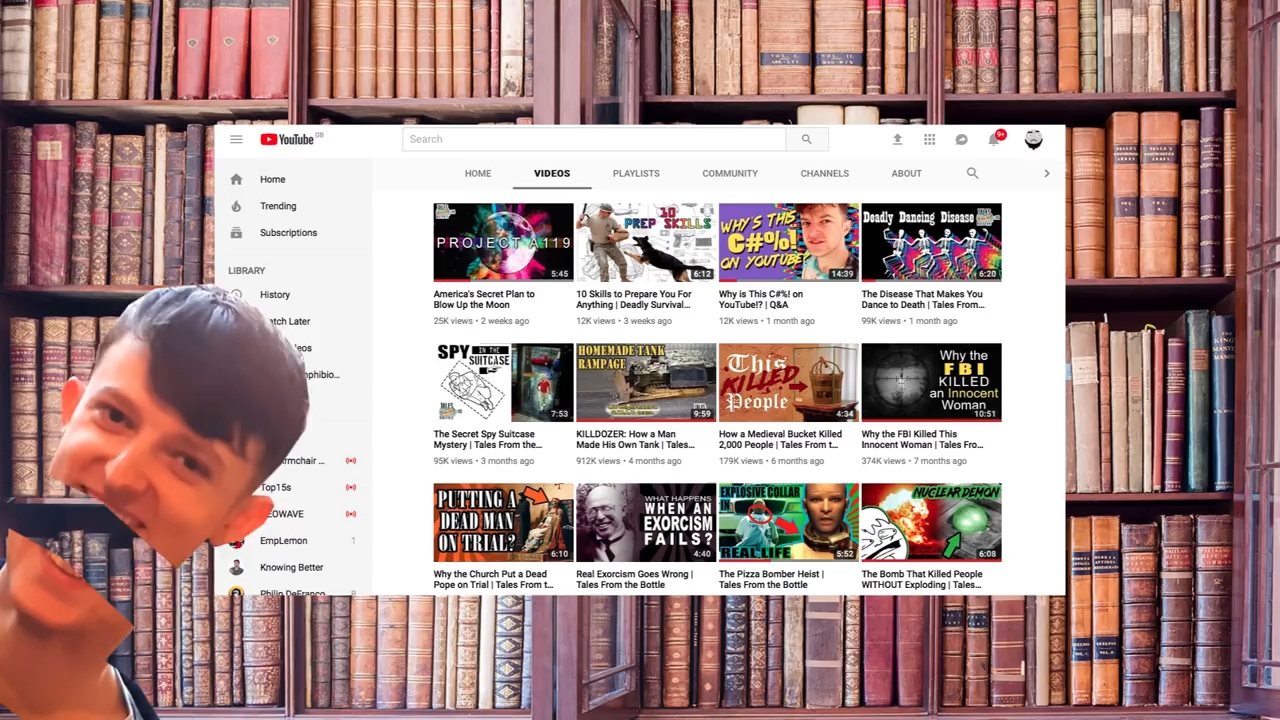 YouTube GB
Search
9+
HOME
VIDEOS
PLAYLISTS
COMMUNITY
CHANNELS
ABOUT
Home
Trending
Subscriptions
LIBRARY
History
atch Later
eos
nphibio...
rmchair ...
Top15s
EOWAVE
EmpLemon 1
Knowing Better
Philip DeFranco
PROJECT A119
5:45
10
PREP SKILLS
6:12
WHY'S THIS
C#%!
ON YOUTUBE?
14:39
Deadly Dancing Disease
6:20
America's Secret Plan to
Blow Up the Moon
25K views • 2 weeks ago
10 Skills to Prepare You For
Anything | Deadly Survival...
12K views • 3 weeks ago
Why is This C#%! on
YouTube!? | Q&A
12K views • 1 month ago
The Disease That Makes You
Dance to Death | Tales From...
99K views • 1 month ago
SPY IN THE
SUITCASE
7:53
HOMEMADE TANK
RAMPAGE
9:59
This
KILLED
People
4:34
Why the
FBI
KILLED
an Innocent
Woman
10:51
The Secret Spy Suitcase
Mystery | Tales From the...
95K views • 3 months ago
KILLDOZER: How a Man
Made His Own Tank | Tales...
912K views • 4 months ago
How a Medieval Bucket Killed
2,000 People | Tales From t...
179K views • 6 months ago
Why the FBI Killed This
Innocent Woman | Tales Fro...
374K views • 7 months ago
PUTTING A
DEAD MAN
ON TRIAL?
6:10
WHAT HAPPENS
WHEN AN
EXORCISM
FAILS?
4:40
EXPLOSIVE COLLAR
IN
REAL LIFE
5:52
NUCLEAR DEMON
6:08
Why the Church Put a Dead
Pope on Trial | Tales From t...
Real Exorcism Goes Wrong |
Tales From the Bottle
The Pizza Bomber Heist |
Tales From the Bottle
The Bomb That Killed People
WITHOUT Exploding | Tales...